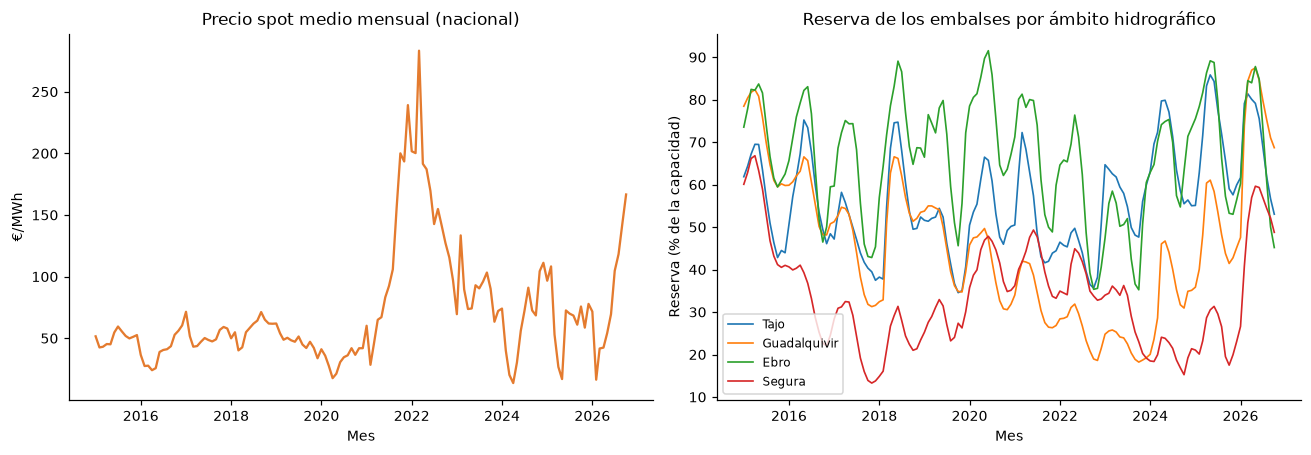 Precio spot medio mensual (nacional)
€/MWh
250
200
150
100
50
2016
2018
2020
2022
2024
2026
Mes
Reserva de los embalses por ámbito hidrográfico
Reserva (% de la capacidad)
90
80
70
60
50
40
30
20
10
Tajo
Guadalquivir
Ebro
Segura
2016
2018
2020
2022
2024
2026
Mes